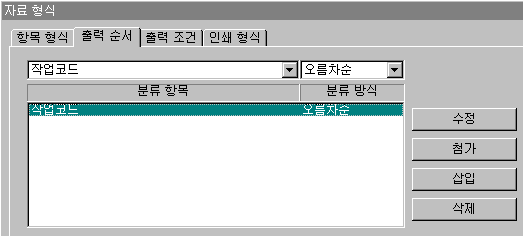 자료 형식
항목 형식 출력 순서 출력 조건 인쇄 형식
작업코드 오름차순
분류 항목 분류 방식
작업코드 오름차순
수정
첨가
삽입
삭제